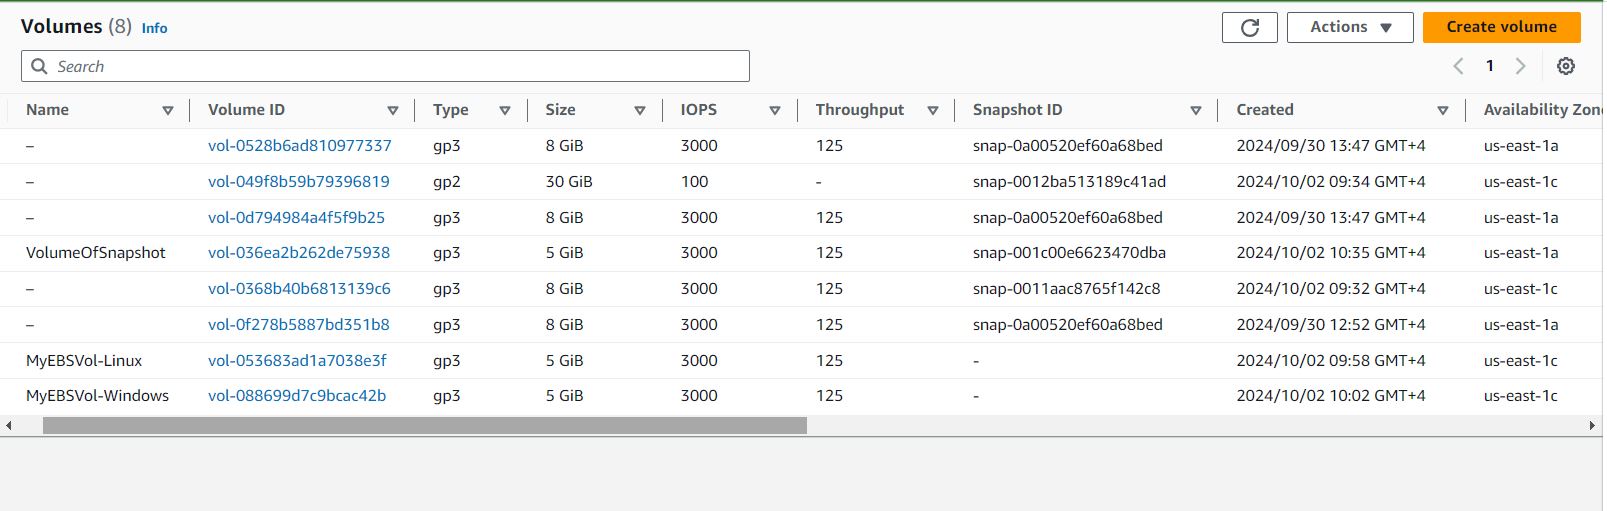 Volumes (8) Info
Actions Create volume
Search
1
Name Volume ID Type Size IOPS Throughput Snapshot ID Created Availability Zon
– vol-0528b6ad810977337 gp3 8 GiB 3000 125 snap-0a00520ef60a68bed 2024/09/30 13:47 GMT+4 us-east-1a
– vol-049f8b59b79396819 gp2 30 GiB 100 - snap-0012ba513189c41ad 2024/10/02 09:34 GMT+4 us-east-1c
– vol-0d794984a4f5f9b25 gp3 8 GiB 3000 125 snap-0a00520ef60a68bed 2024/09/30 13:47 GMT+4 us-east-1a
VolumeOfSnapshot vol-036ea2b262de75938 gp3 5 GiB 3000 125 snap-001c00e6623470dba 2024/10/02 10:35 GMT+4 us-east-1a
– vol-0368b40b6813139c6 gp3 8 GiB 3000 125 snap-0011aac8765f142c8 2024/10/02 09:32 GMT+4 us-east-1c
– vol-0f278b5887bd351b8 gp3 8 GiB 3000 125 snap-0a00520ef60a68bed 2024/09/30 12:52 GMT+4 us-east-1a
MyEBSVol-Linux vol-053683ad1a7038e3f gp3 5 GiB 3000 125 - 2024/10/02 09:58 GMT+4 us-east-1c
MyEBSVol-Windows vol-088699d7c9bcac42b gp3 5 GiB 3000 125 - 2024/10/02 10:02 GMT+4 us-east-1c